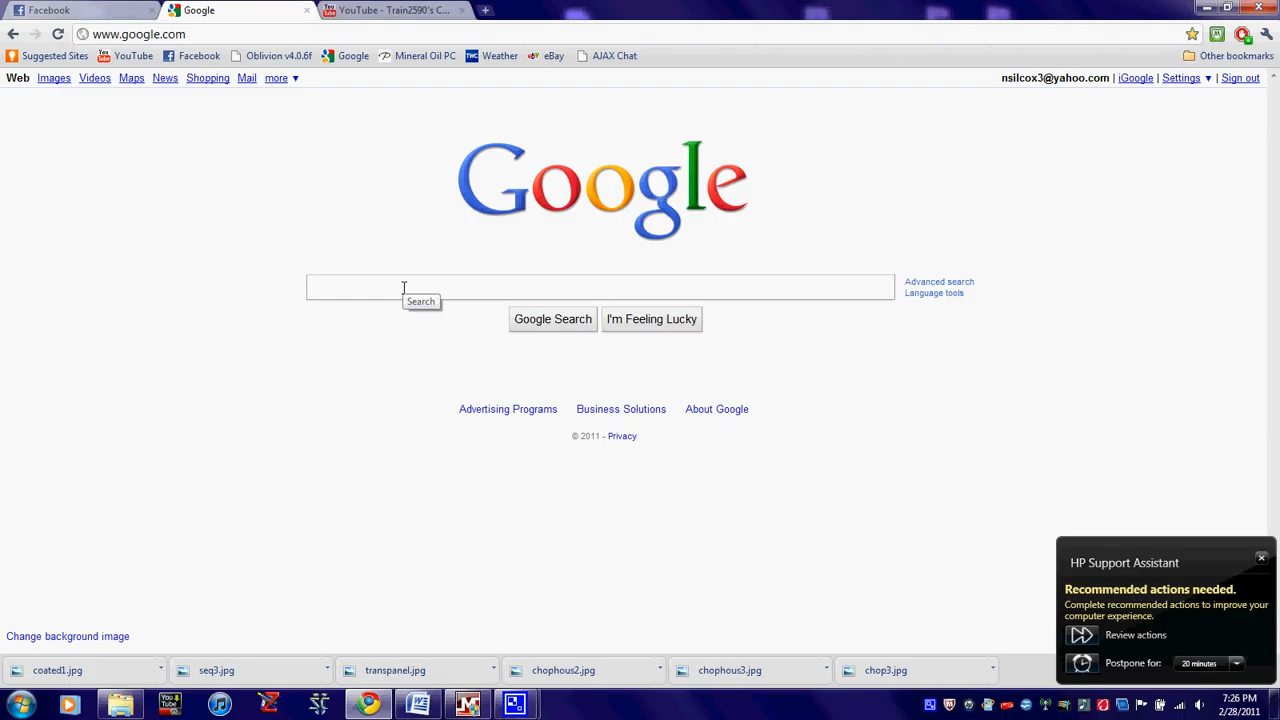 Facebook
Google
YouTube - Train2590's C...
www.google.com
Suggested Sites YouTube Facebook Oblivion v4.0.6f Google Mineral Oil PC Weather eBay AJAX Chat Other bookmarks
Web Images Videos Maps News Shopping Mail more ▼ nsilcox3@yahoo.com | iGoogle | Settings ▼ | Sign out
Google
Advanced search
Language tools
Search
Google Search I'm Feeling Lucky
Advertising Programs Business Solutions About Google
© 2011 - Privacy
HP Support Assistant
Recommended actions needed.
Complete recommended actions to improve your
computer experience.
Review actions
Postpone for: 20 minutes
Change background image
coated1.jpg seq3.jpg trammel.jpg chophous2.jpg chophous3.jpg chop3.jpg
7:26 PM
2/28/2011